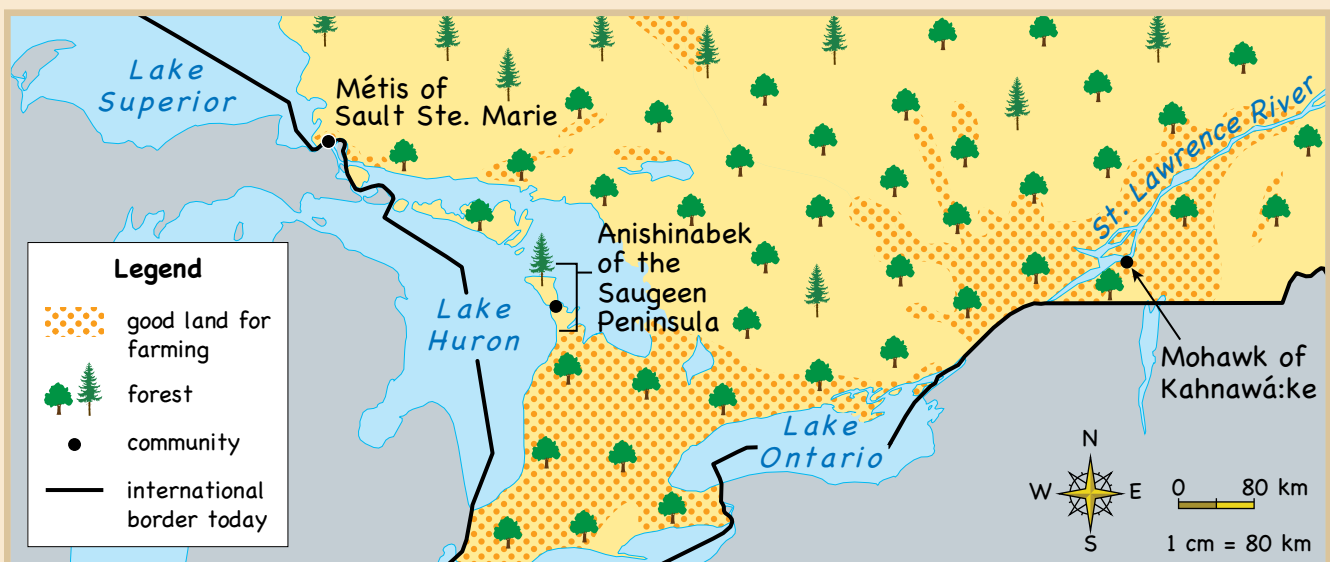 Lake
Superior
Métis of
Sault Ste. Marie
St. Lawrence River
Anishinabek
of the
Saugeen
Peninsula
Lake
Huron
Mohawk of
Kahnawá:ke
Lake
Ontario
Legend
good land for
farming
forest
community
international
border today
N
W E
S
0 80 km
1 cm = 80 km